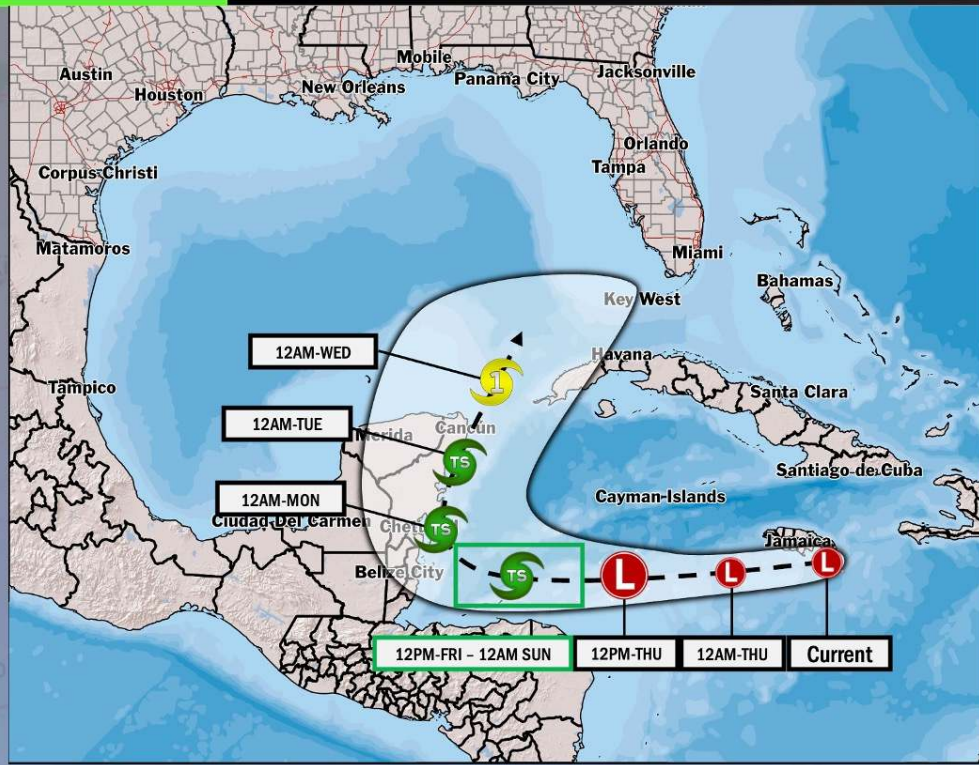 Mobile
Jacksonville
Austin
Panama City
New Orleans
Houston
Orlando
Tampa
Corpus Christi
Matamoros
Miami
Bahamas
Key West
12AM-WED
Havana
1
Tampico
Santa Clara
12AM-TUE
Cancún
Merida
TS
Santiago de Cuba
12AM-MON
Cayman Islands
Ciudad Del Carmen
TS
Jamaica
Belize City
TS
L
L
L
12PM-FRI – 12AM SUN
12PM-THU
12AM-THU
Current